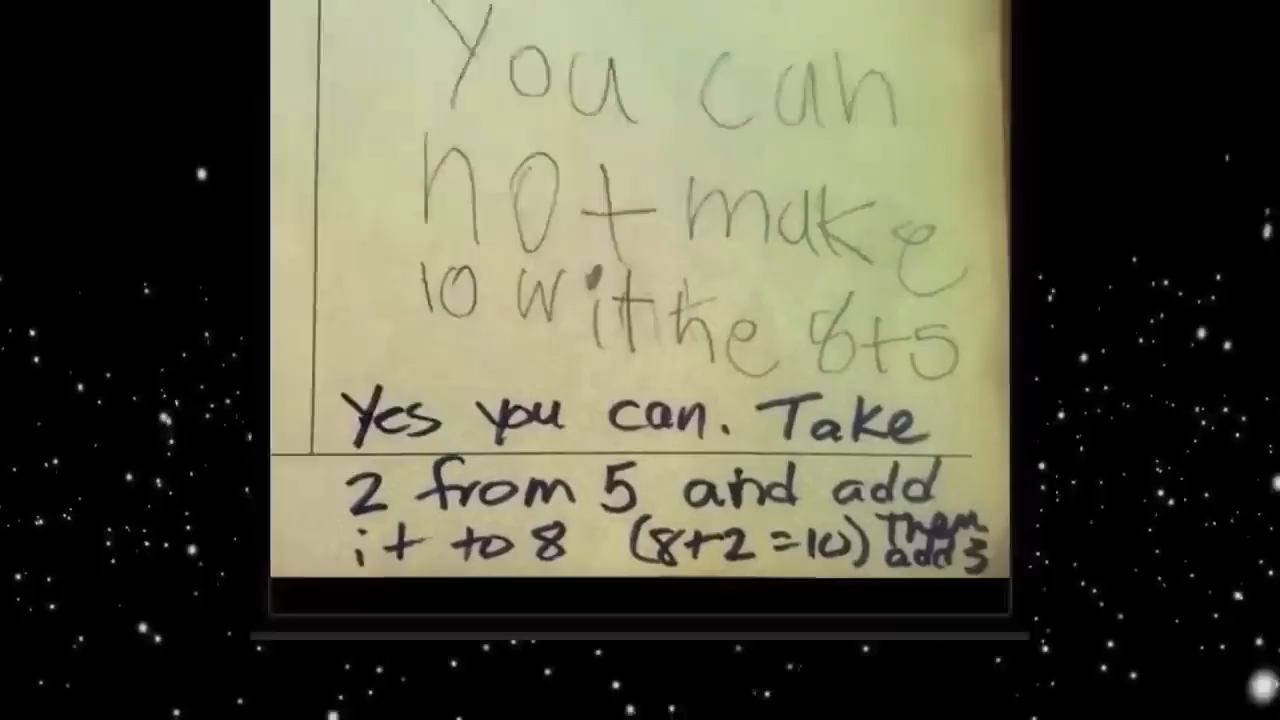 You can
not make
10 withe 8+5
Yes you can. Take
2 from 5 and add
it to 8 (8+2=10) Then
add 3